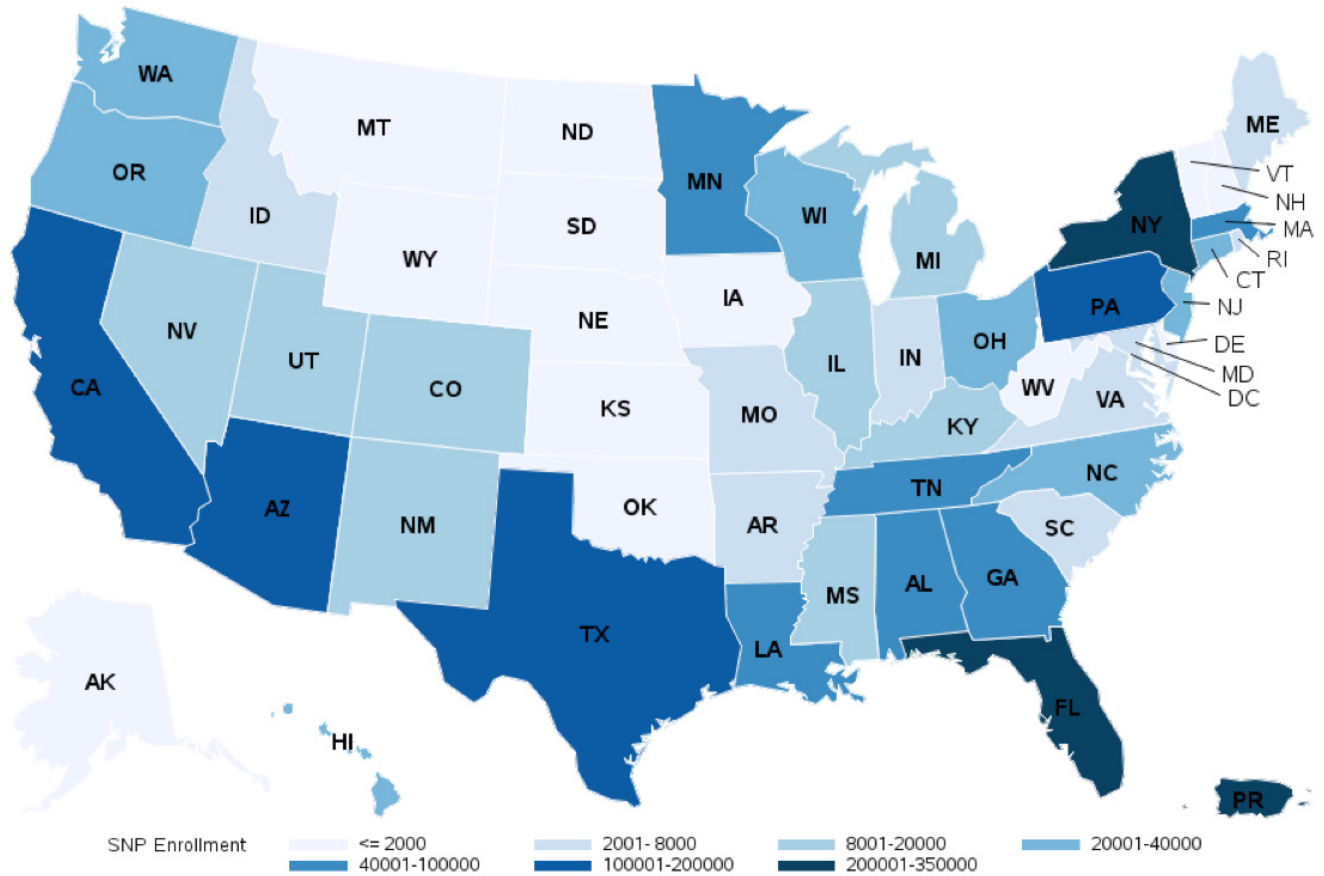 WA
MT
ND
ME
OR
MN
VT
ID
SD
WI
NH
NY
MA
WY
MI
RI
CT
IA
NE
PA
NJ
NV
OH
DE
UT
IL
IN
MD
CA
CO
WV
DC
KS
MO
VA
KY
NC
AZ
NM
OK
TN
AR
SC
MS
AL
GA
TX
LA
AK
FL
HI
PR
SNP Enrollment
<= 2000
2001-8000
8001-20000
20001-40000
40001-100000
100001-200000
200001-350000